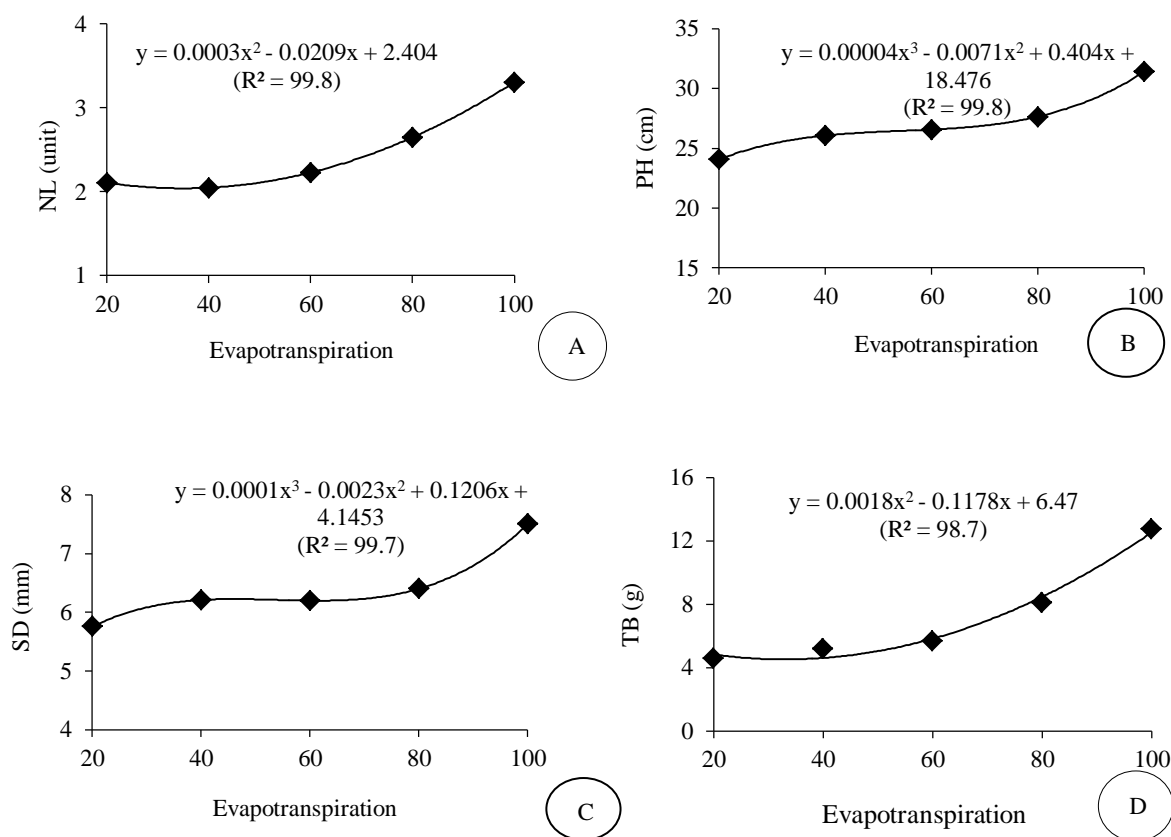 4
y = 0.0003x² - 0.0209x + 2.404
(R² = 99.8)
3
NL (unit)
2
1
20 40 60 80 100
Evapotranspiration
A
35
y = 0.00004x³ - 0.0071x² + 0.404x +
18.476
(R² = 99.8)
30
PH (cm)
25
20
15
20 40 60 80 100
Evapotranspiration
B
8
y = 0.0001x³ - 0.0023x² + 0.1206x +
4.1453
(R² = 99.7)
7
SD (mm)
6
5
4
20 40 60 80 100
Evapotranspiration
C
16
y = 0.0018x² - 0.1178x + 6.47
(R² = 98.7)
12
TB (g)
8
4
0
20 40 60 80 100
Evapotranspiration
D